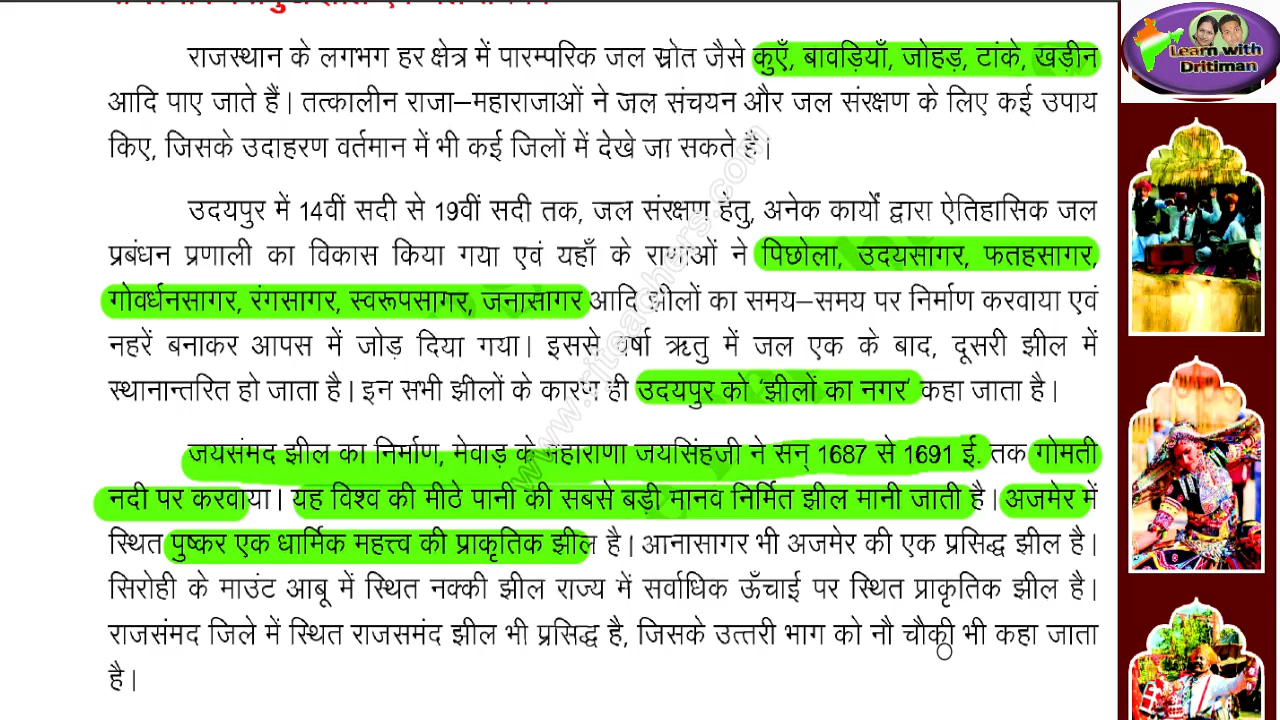 राजस्थान के लगभग हर क्षेत्र में पारम्परिक जल स्रोत जैसे कुएँ, बावड़ियाँ, जोहड़, टांके, खड़ीन
आदि पाए जाते हैं। तत्कालीन राजा–महाराजाओं ने जल संचयन और जल संरक्षण के लिए कई उपाय
किए, जिसके उदाहरण वर्तमान में भी कई जिलों में देखे जा सकते है।
उदयपुर में 14वीं सदी से 19वीं सदी तक, जल संरक्षण हेतु, अनेक कार्यों द्वारा ऐतिहासिक जल
प्रबंधन प्रणाली का विकास किया गया एवं यहाँ के राणाओं ने पिछोला, उदयसागर, फतहसागर,
गोवर्धनसागर, रंगसागर, स्वरूपसागर, जनासागर आदि झीलों का समय–समय पर निर्माण करवाया एवं
नहरें बनाकर आपस में जोड़ दिया गया। इससे वर्षा ऋतु में जल एक के बाद, दूसरी झील में
स्थानान्तरित हो जाता है। इन सभी झीलों के कारण ही उदयपुर को ‘झीलों का नगर’ कहा जाता है।
जयसंमद झील का निर्माण, मेवाड़ के महाराणा जयसिंहजी ने सन् 1687 से 1691 ई. तक गोमती
नदी पर करवाया। यह विश्व की मीठे पानी की सबसे बड़ी मानव निर्मित झील मानी जाती है। अजमेर में
स्थित पुष्कर एक धार्मिक महत्त्व की प्राकृतिक झील है। आनासागर भी अजमेर की एक प्रसिद्ध झील है।
सिरोही के माउंट आबू में स्थित नक्की झील राज्य में सर्वाधिक ऊँचाई पर स्थित प्राकृतिक झील है।
राजसंमद जिले में स्थित राजसमंद झील भी प्रसिद्ध है, जिसके उत्तरी भाग को नौ चौकी भी कहा जाता
है।
www.rjteachers.com
Learn with
Dritiman